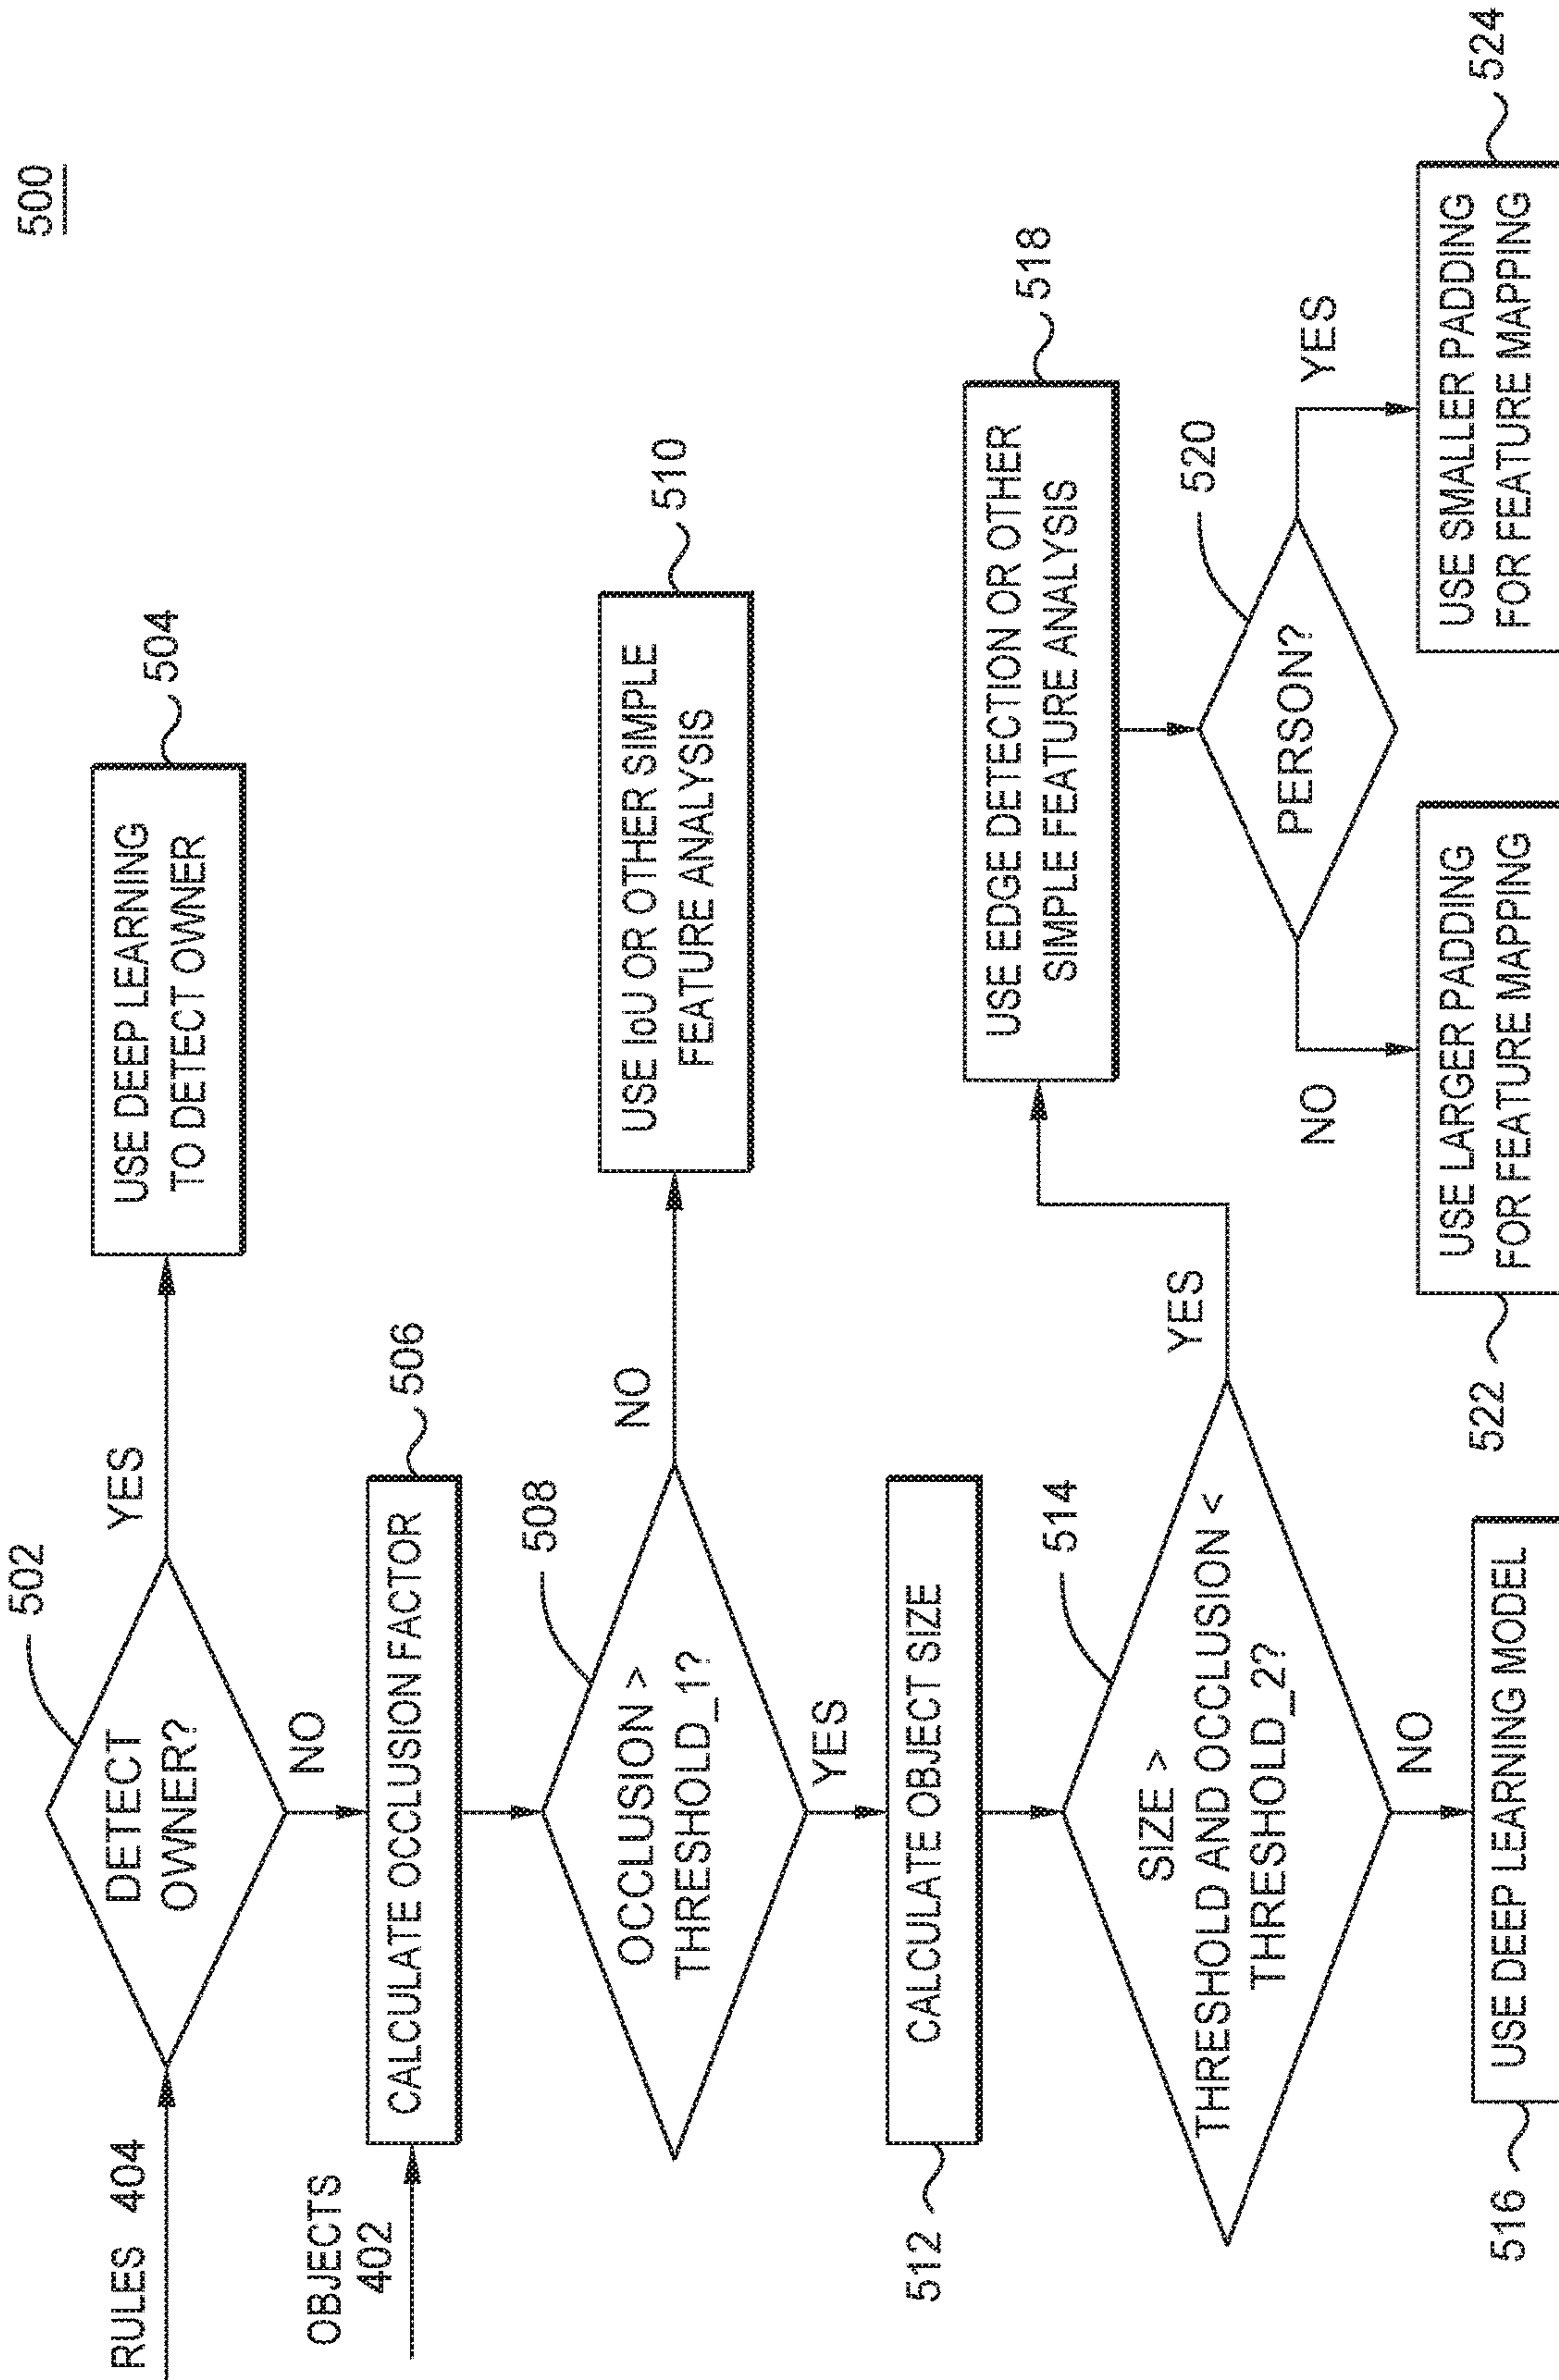 500
RULES 404
DETECT
OWNER?
502
YES
USE DEEP LEARNING
TO DETECT OWNER
504
NO
OBJECTS
402
CALCULATE OCCLUSION FACTOR
506
OCCLUSION >
THRESHOLD_1?
508
NO
USE IoU OR OTHER SIMPLE
FEATURE ANALYSIS
510
YES
CALCULATE OBJECT SIZE
512
SIZE >
THRESHOLD AND OCCLUSION <
THRESHOLD_2?
514
YES
USE EDGE DETECTION OR OTHER
SIMPLE FEATURE ANALYSIS
518
NO
USE DEEP LEARNING MODEL
516
PERSON?
520
NO
USE LARGER PADDING
FOR FEATURE MAPPING
522
YES
USE SMALLER PADDING
FOR FEATURE MAPPING
524